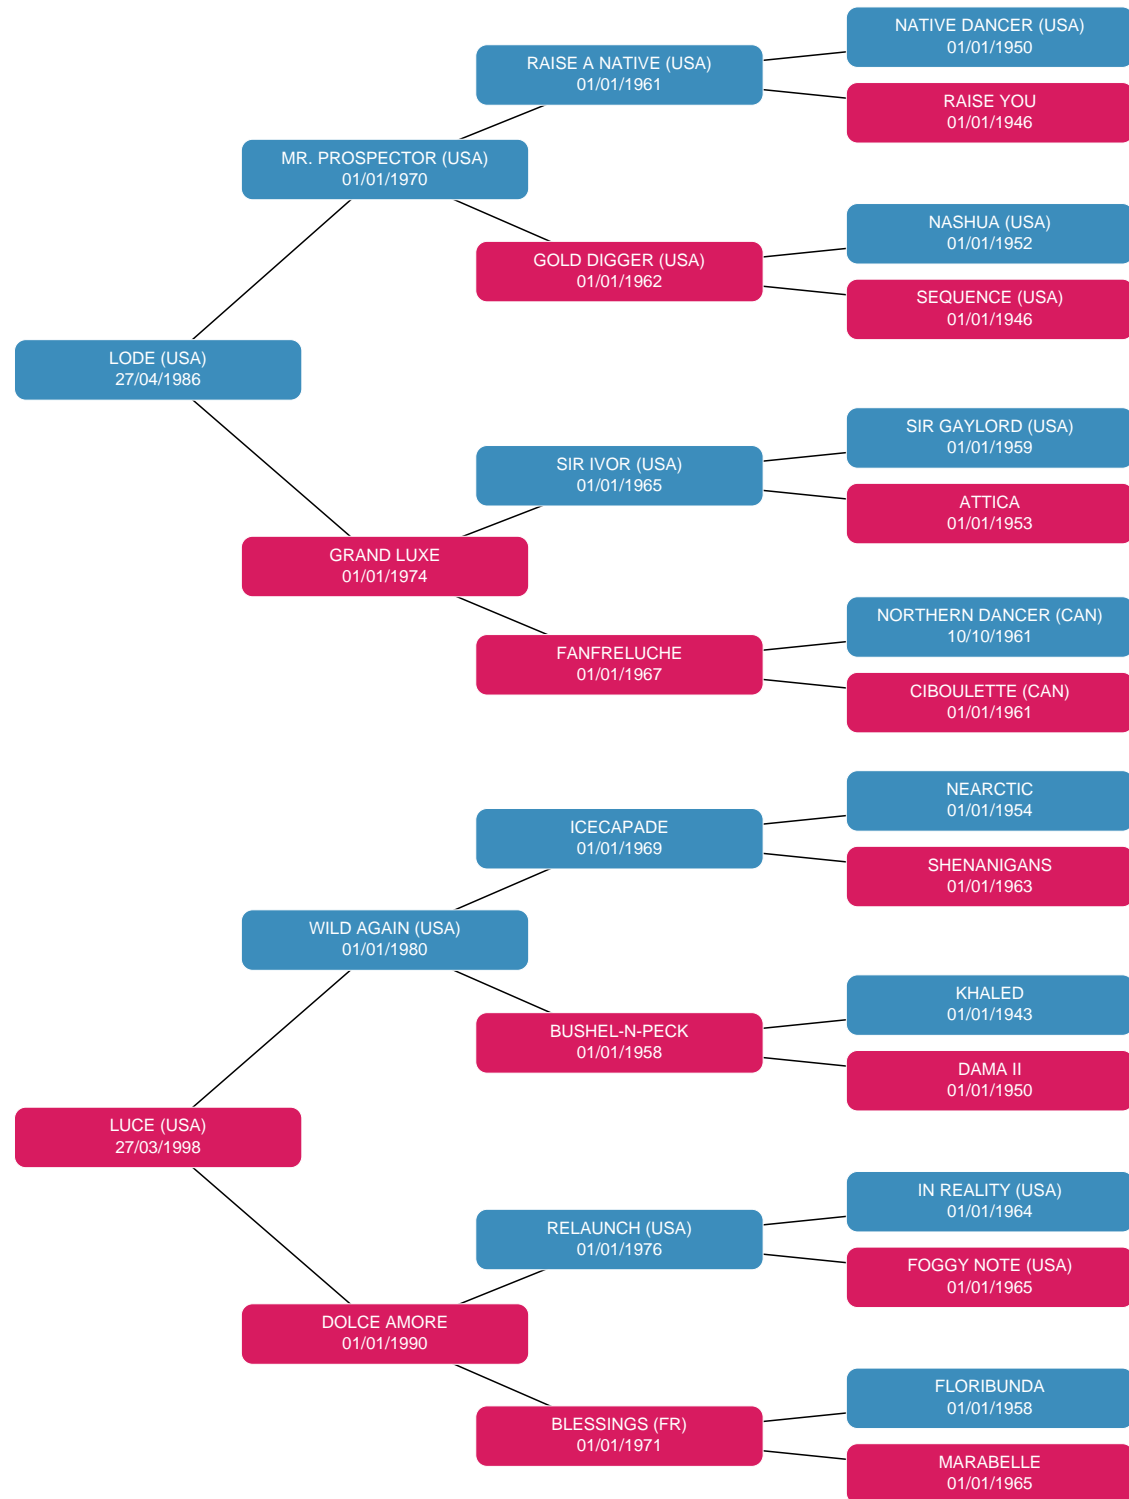 NATIVE DANCER (USA)
01/01/1950
RAISE A NATIVE (USA)
01/01/1961
RAISE YOU
01/01/1946
MR. PROSPECTOR (USA)
01/01/1970
NASHUA (USA)
01/01/1952
GOLD DIGGER (USA)
01/01/1962
SEQUENCE (USA)
01/01/1946
LODE (USA)
27/04/1986
SIR GAYLORD (USA)
01/01/1959
SIR IVOR (USA)
01/01/1965
ATTICA
01/01/1953
GRAND LUXE
01/01/1974
NORTHERN DANCER (CAN)
10/10/1961
FANFRELUCHE
01/01/1967
CIBOULETTE (CAN)
01/01/1961
NEARCTIC
01/01/1954
ICECAPADE
01/01/1969
SHENANIGANS
01/01/1963
WILD AGAIN (USA)
01/01/1980
KHALED
01/01/1943
BUSHEL-N-PECK
01/01/1958
DAMA II
01/01/1950
LUCE (USA)
27/03/1998
IN REALITY (USA)
01/01/1964
RELAUNCH (USA)
01/01/1976
FOGGY NOTE (USA)
01/01/1965
DOLCE AMORE
01/01/1990
FLORIBUNDA
01/01/1958
BLESSINGS (FR)
01/01/1971
MARABELLE
01/01/1965